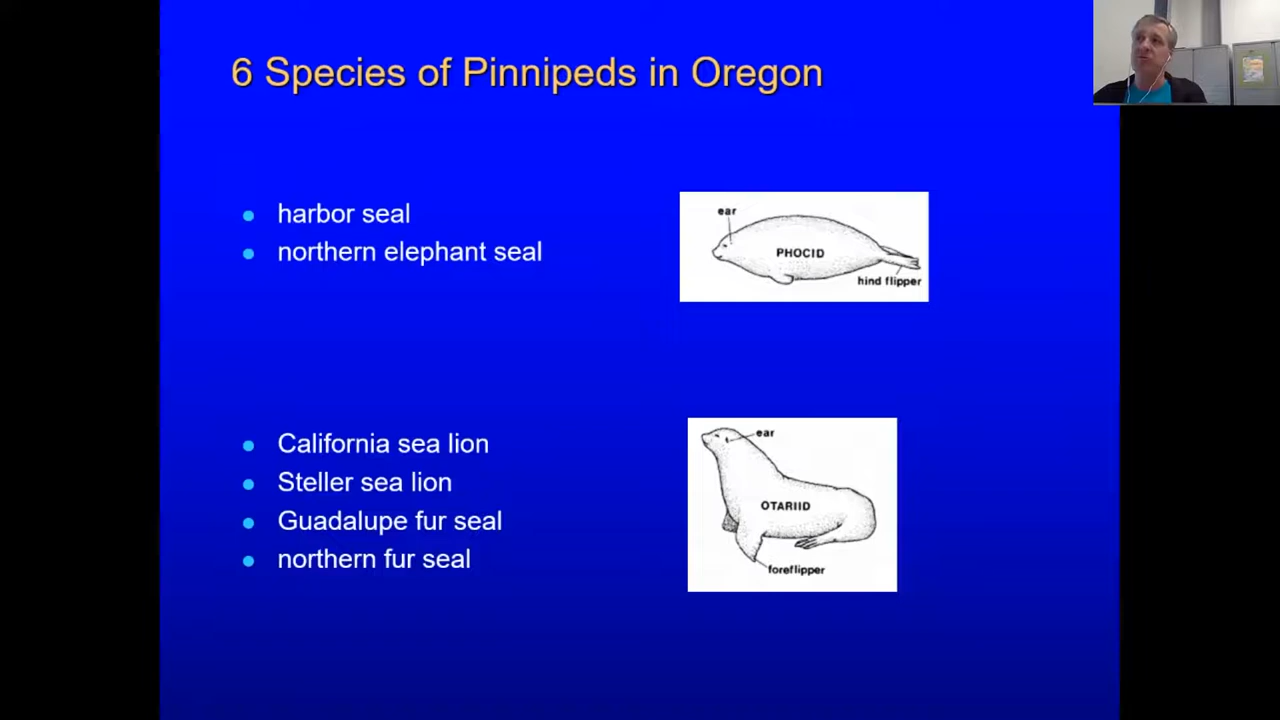 6 Species of Pinnipeds in Oregon
harbor seal
northern elephant seal
ear
PHOCID
hind flipper
California sea lion
Steller sea lion
Guadalupe fur seal
northern fur seal
ear
OTARIID
foreflipper